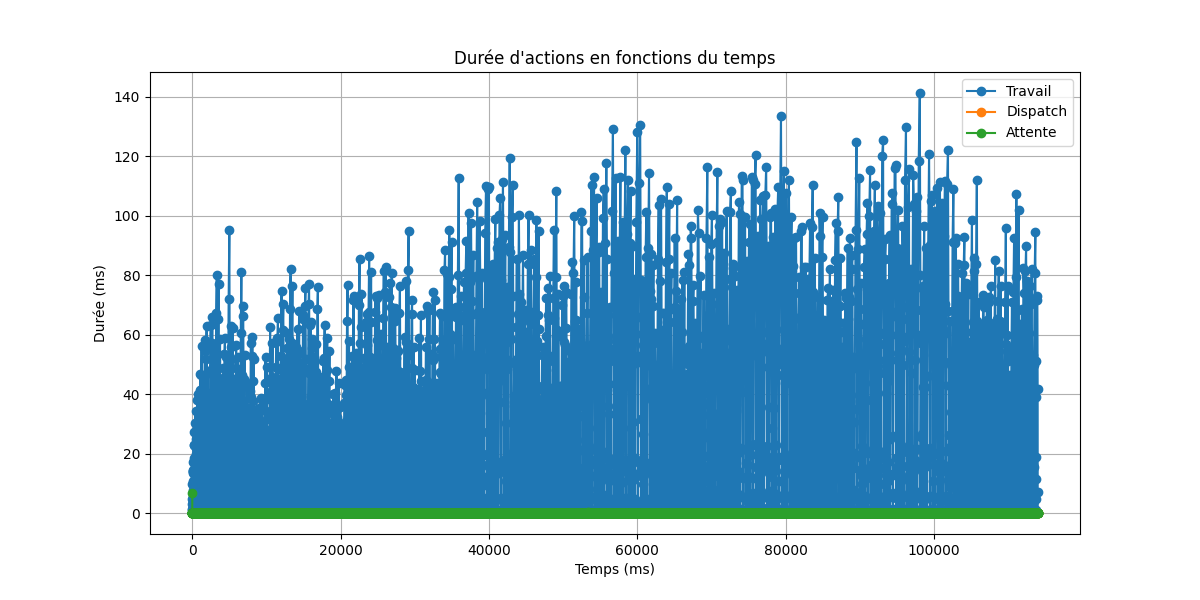 Durée d'actions en fonctions du temps
Durée (ms)
140
120
100
80
60
40
20
0
Travail
Dispatch
Attente
0 20000 40000 60000 80000 100000
Temps (ms)